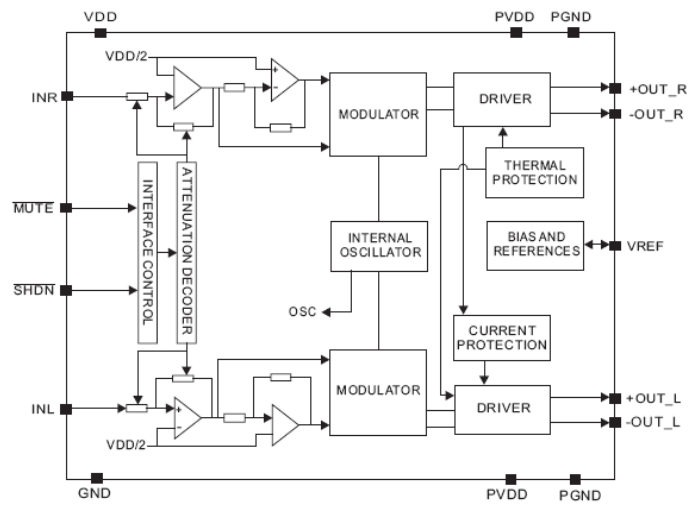 VDD
PVDD
PGND
VDD/2
INR
+
−
MODULATOR
DRIVER
+OUT_R
-OUT_R
THERMAL
PROTECTION
MUTE
INTERFACE CONTROL
ATTENUATION DECODER
INTERNAL
OSCILLATOR
BIAS AND
REFERENCES
VREF
SHDN
OSC
CURRENT
PROTECTION
MODULATOR
DRIVER
+OUT_L
-OUT_L
INL
+
−
VDD/2
GND
PVDD
PGND